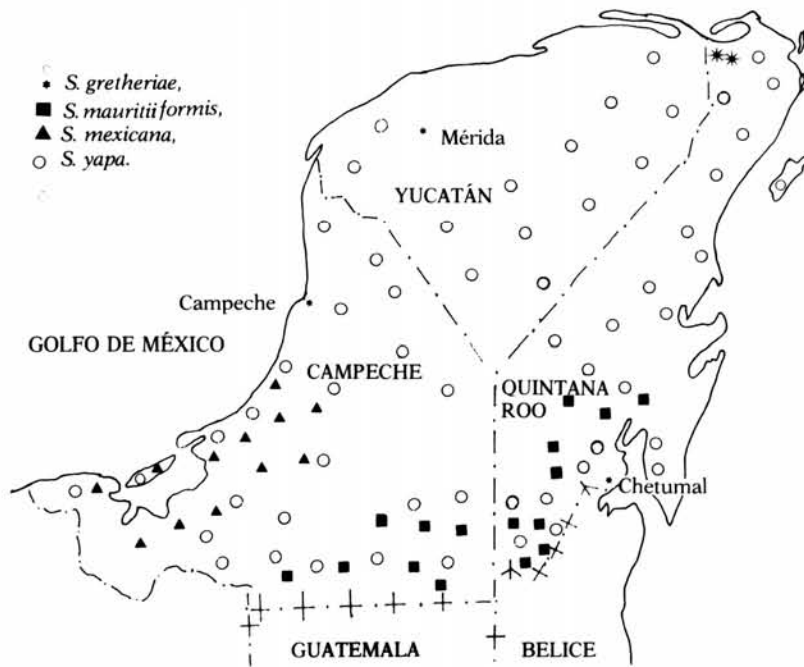 S. gretheriae,
S. mauritiiformis,
S. mexicana,
S. yapa.
Mérida
YUCATÁN
Campeche
GOLFO DE MÉXICO
CAMPECHE
QUINTANA
ROO
Chetumal
GUATEMALA
BELICE